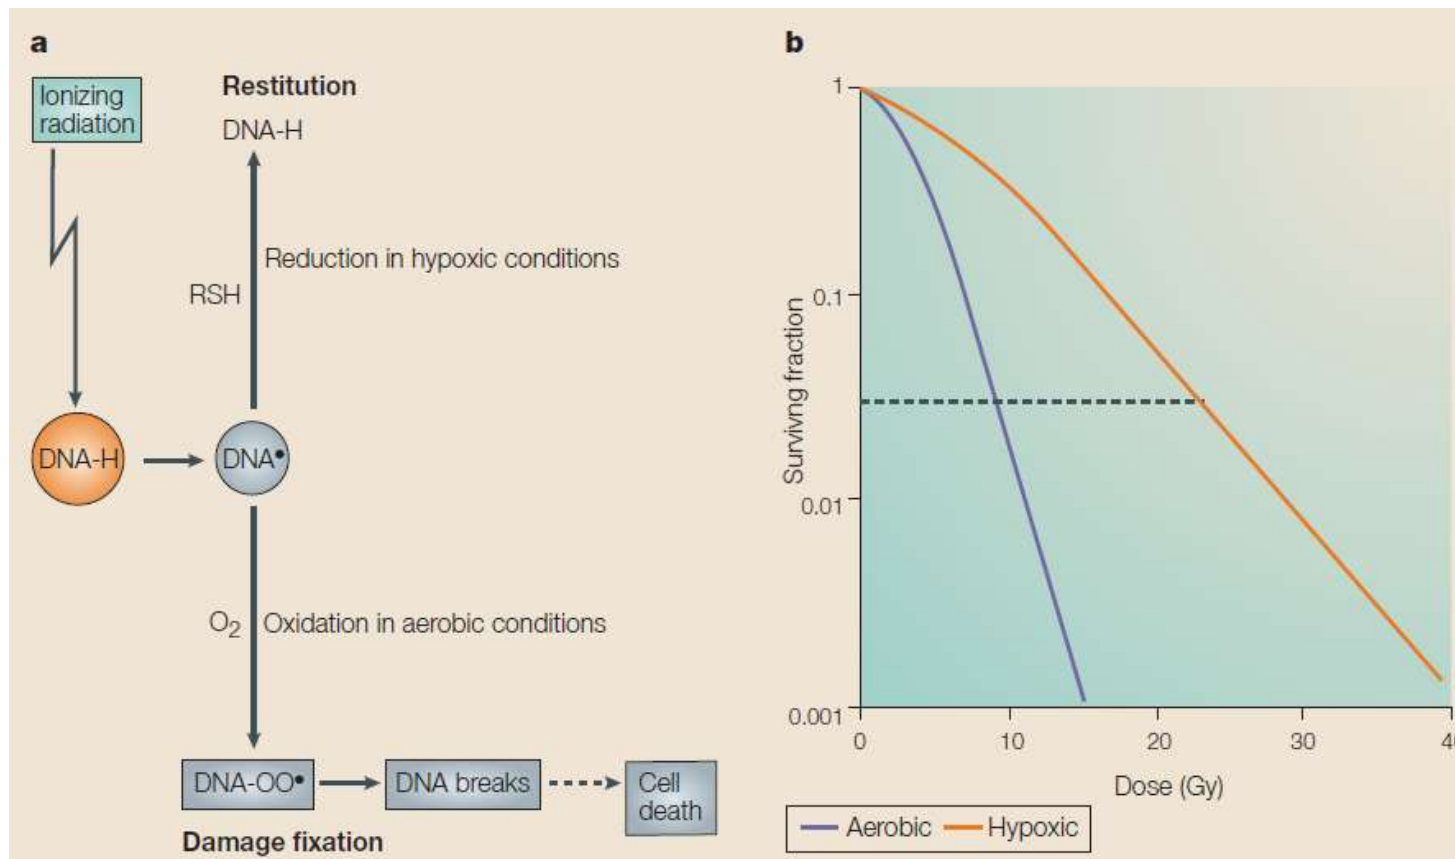 a
Ionizing
radiation
Restitution
DNA-H
Reduction in hypoxic conditions
RSH
DNA-H
DNA•
O₂
Oxidation in aerobic conditions
DNA-OO•
DNA breaks
Cell
death
Damage fixation
b
1
0.1
0.01
0.001
Survivng fraction
0
10
20
30
Dose (Gy)
Aerobic
Hypoxic